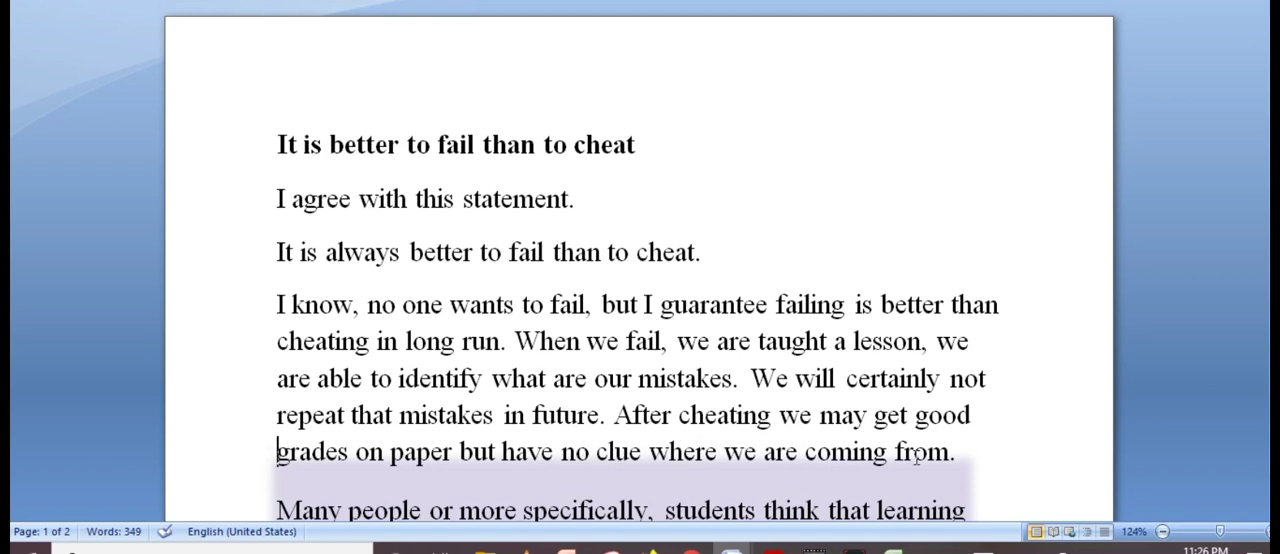 It is better to fail than to cheat
I agree with this statement.
It is always better to fail than to cheat.
I know, no one wants to fail, but I guarantee failing is better than
cheating in long run. When we fail, we are taught a lesson, we
are able to identify what are our mistakes. We will certainly not
repeat that mistakes in future. After cheating we may get good
grades on paper but have no clue where we are coming from.
Many people or more specifically, students think that learning
Page: 1 of 2 Words: 349 English (United States) 124%
11:26 PM